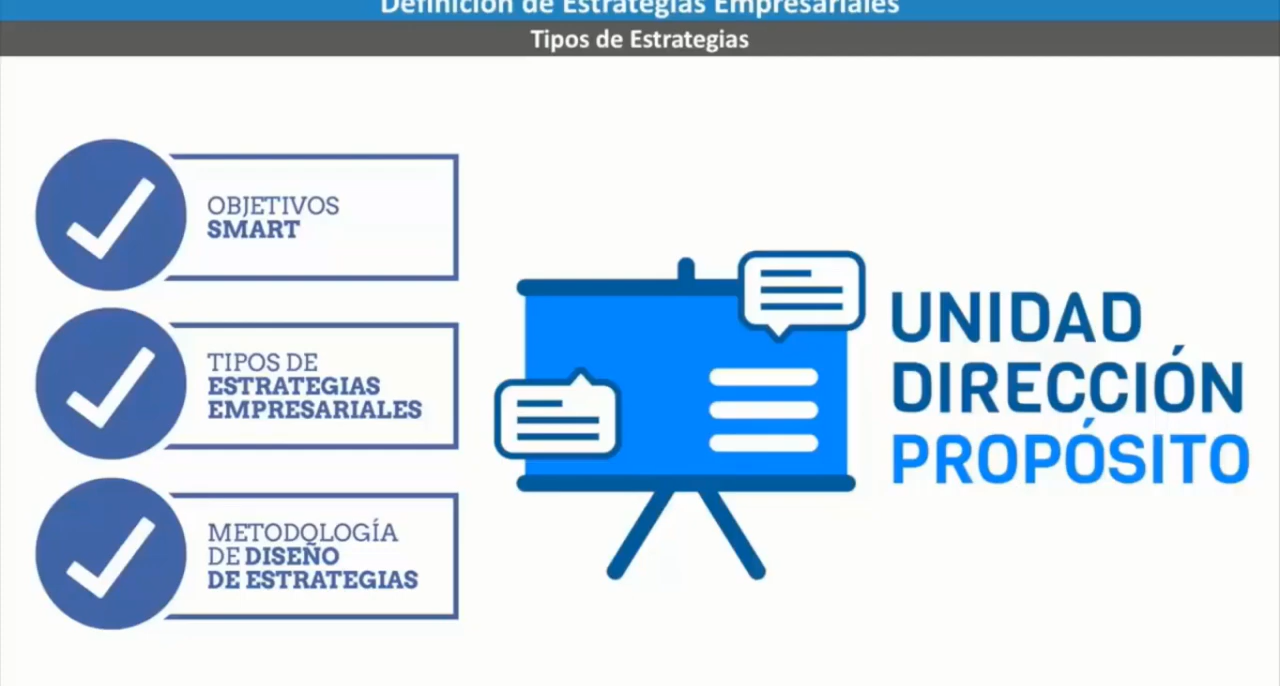 Definición de Estrategias Empresariales
Tipos de Estrategias
OBJETIVOS
SMART
TIPOS DE
ESTRATEGIAS
EMPRESARIALES
METODOLOGÍA
DE DISEÑO
DE ESTRATEGIAS
UNIDAD
DIRECCIÓN
PROPÓSITO